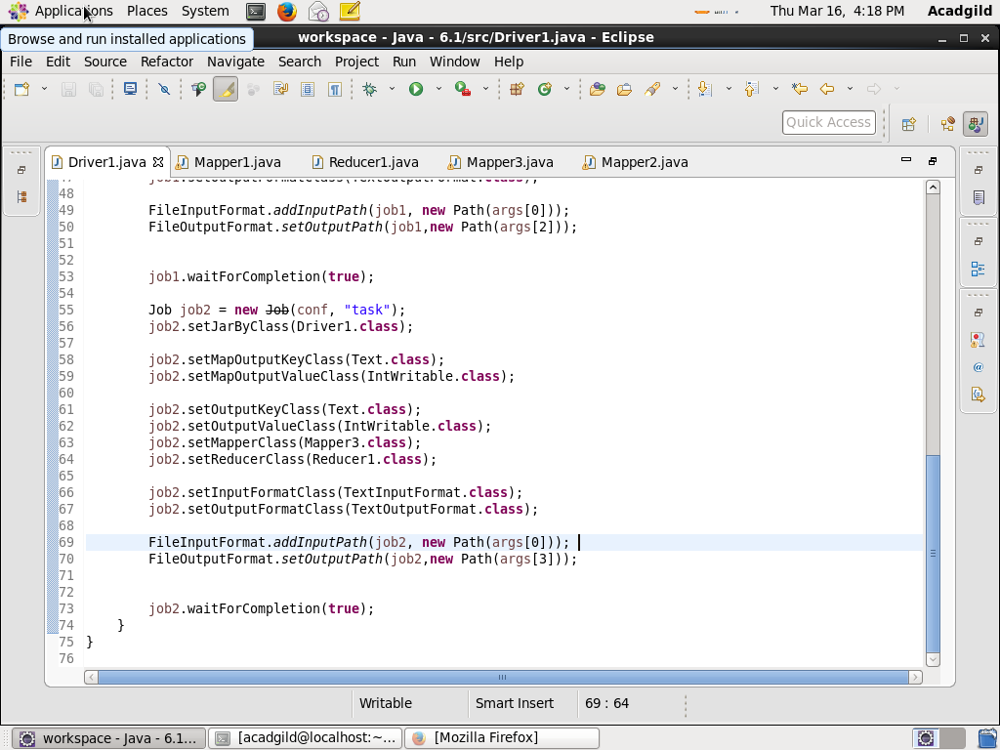 Applications Places System Thu Mar 16, 4:18 PM Acadgild
Browse and run installed applications
workspace - Java - 6.1/src/Driver1.java - Eclipse
File Edit Source Refactor Navigate Search Project Run Window Help
Quick Access
Driver1.java Mapper1.java Reducer1.java Mapper3.java Mapper2.java
47 job1.setOutputFormatClass(TextOutputFormat.class);
48
49 FileInputFormat.addInputPath(job1, new Path(args[0]));
50 FileOutputFormat.setOutputPath(job1,new Path(args[2]));
51
52
53 job1.waitForCompletion(true);
54
55 Job job2 = new Job(conf, "task");
56 job2.setJarByClass(Driver1.class);
57
58 job2.setMapOutputKeyClass(Text.class);
59 job2.setMapOutputValueClass(IntWritable.class);
60
61 job2.setOutputKeyClass(Text.class);
62 job2.setOutputValueClass(IntWritable.class);
63 job2.setMapperClass(Mapper3.class);
64 job2.setReducerClass(Reducer1.class);
65
66 job2.setInputFormatClass(TextInputFormat.class);
67 job2.setOutputFormatClass(TextOutputFormat.class);
68
69 FileInputFormat.addInputPath(job2, new Path(args[0]));
70 FileOutputFormat.setOutputPath(job2,new Path(args[3]));
71
72
73 job2.waitForCompletion(true);
74 }
75 }
76
Writable Smart Insert 69 : 64
workspace - Java - 6.1... [acadgild@localhost:~... [Mozilla Firefox]